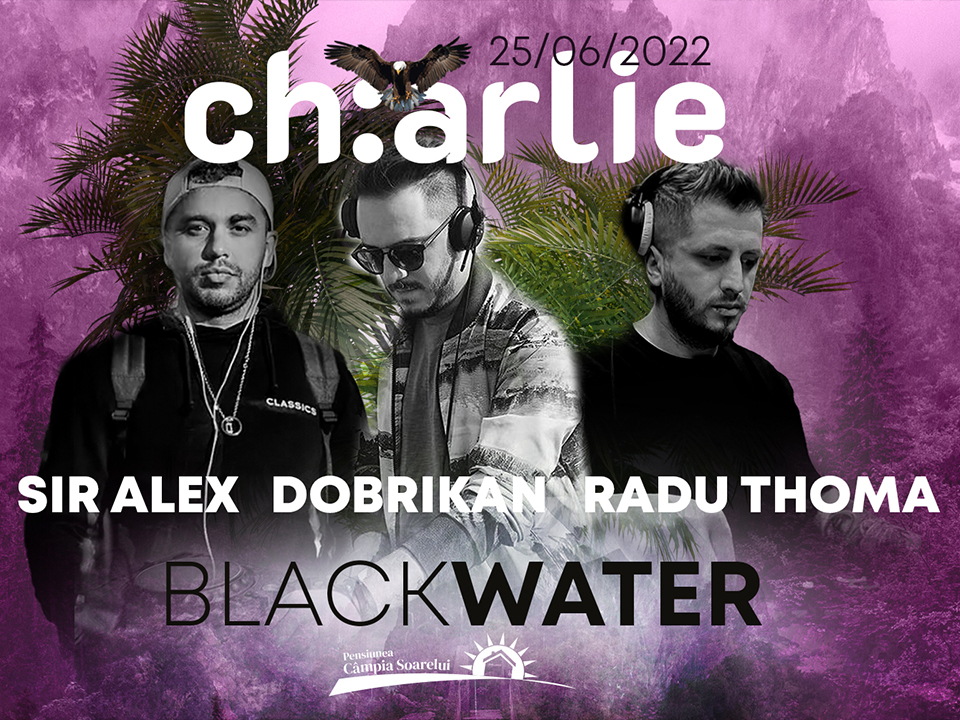 25/06/2022
ch:arlie
CLASSICS
SIR ALEX DOBRIKAN RADU THOMA
BLACKWATER
Pensiunea
Câmpia Soarelui